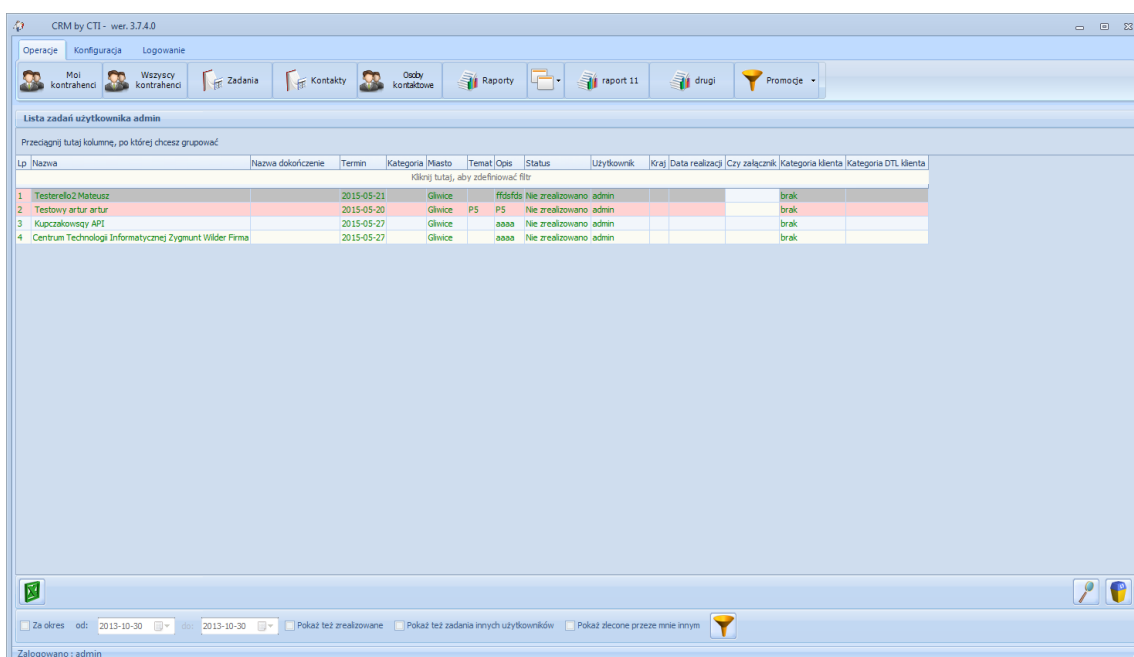 CRM by CTI - wer. 3.7.4.0
Operacje Konfiguracja Logowanie
Moi kontrahenci Wszyscy kontrahenci Zadania Kontakty Osoby kontaktowe Raporty raport 11 drugi Promocje
Lista zadań użytkownika admin
Przeciągnij tutaj kolumnę, po której chcesz grupować
Lp Nazwa Nazwa dokończenie Termin Kategoria Miasto Temat Opis Status Użytkownik Kraj Data realizacji Czy załącznik Kategoria klienta Kategoria DTL klienta
Kliknij tutaj, aby zdefiniować filtr
1 Testerello2 Mateusz 2015-05-21 Gliwice ffdsfds Nie zrealizowano admin brak
2 Testowy artur artur 2015-05-20 Gliwice P5 P5 Nie zrealizowano admin brak
3 Kupczakowsqy API 2015-05-27 Gliwice aaaa Nie zrealizowano admin brak
4 Centrum Technologii Informatycznej Zygmunt Wilder Firma 2015-05-27 Gliwice aaaa Nie zrealizowano admin brak
Za okres od: 2013-10-30 do: 2013-10-30 Pokaż też zrealizowane Pokaż też zadania innych użytkowników Pokaż zlecone przeze mnie innym
Zalogowano : admin